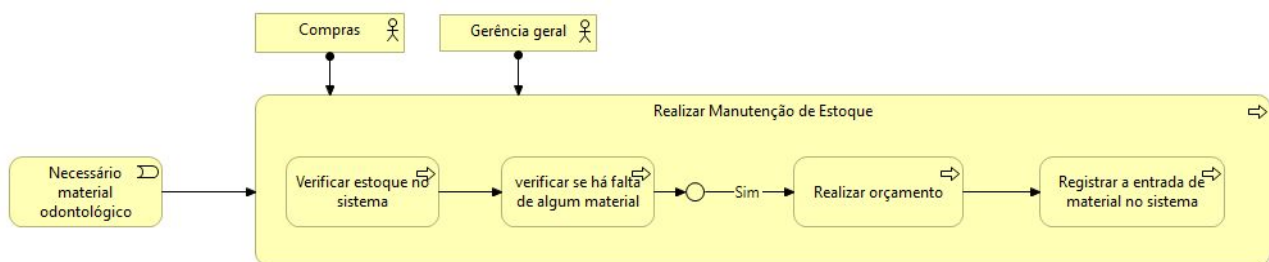 Compras
Gerência geral
Realizar Manutenção de Estoque
Necessário
material
odontológico
Verificar estoque no
sistema
verificar se há falta
de algum material
Sim
Realizar orçamento
Registrar a entrada de
material no sistema